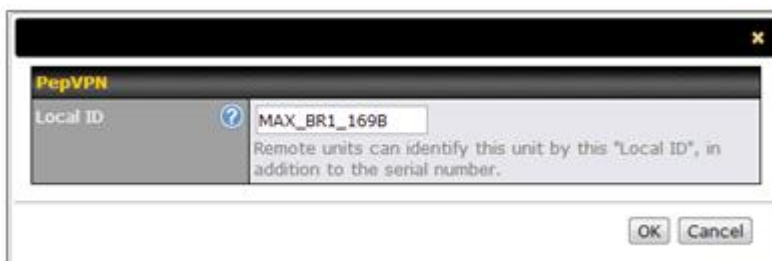 PepVPN
Local ID
MAX_BR1_169B
Remote units can identify this unit by this "Local ID", in
addition to the serial number.
OK Cancel